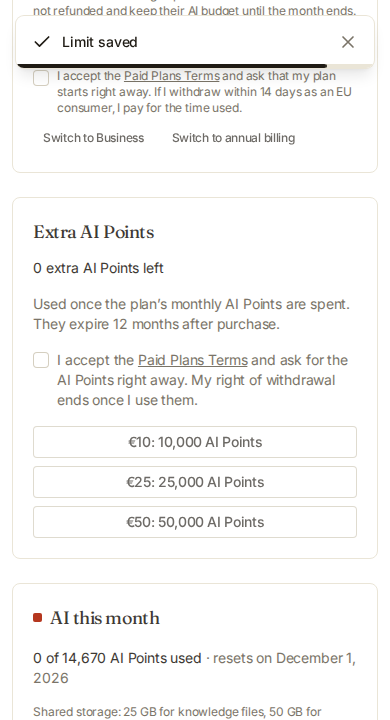 not refunded and keep their AI budget until the month ends.
Limit saved
I accept the Paid Plans Terms and ask that my plan
starts right away. If I withdraw within 14 days as an EU
consumer, I pay for the time used.
Switch to Business Switch to annual billing
Extra AI Points
0 extra AI Points left
Used once the plan's monthly AI Points are spent.
They expire 12 months after purchase.
I accept the Paid Plans Terms and ask for the
AI Points right away. My right of withdrawal
ends once I use them.
€10: 10,000 AI Points
€25: 25,000 AI Points
€50: 50,000 AI Points
AI this month
0 of 14,670 AI Points used · resets on December 1,
2026
Shared storage: 25 GB for knowledge files, 50 GB for